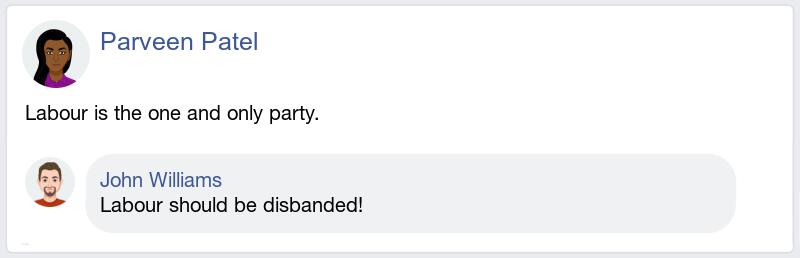 Parveen Patel
Labour is the one and only party.
John Williams
Labour should be disbanded!